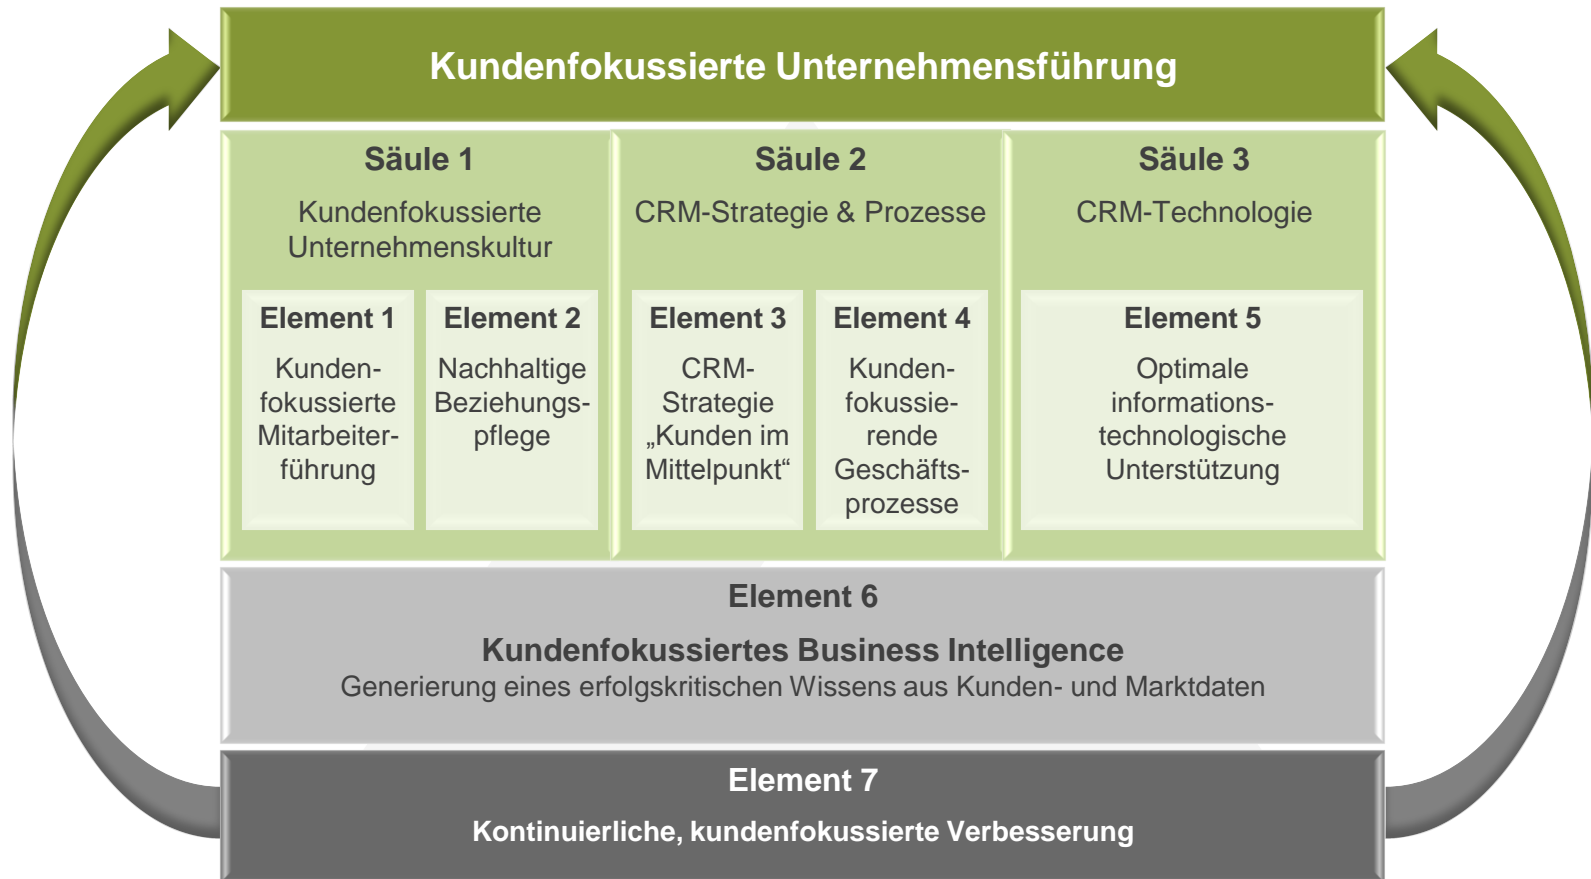 Kundenfokussierte Unternehmensführung
Säule 1
Kundenfokussierte
Unternehmenskultur
Element 1
Kunden-
fokussierte
Mitarbeiter-
führung
Element 2
Nachhaltige
Beziehungs-
pflege
Säule 2
CRM-Strategie & Prozesse
Element 3
CRM-
Strategie
„Kunden im
Mittelpunkt“
Element 4
Kunden-
fokussie-
rende
Geschäfts-
prozesse
Säule 3
CRM-Technologie
Element 5
Optimale
informations-
technologische
Unterstützung
Element 6
Kundenfokussiertes Business Intelligence
Generierung eines erfolgskritischen Wissens aus Kunden- und Marktdaten
Element 7
Kontinuierliche, kundenfokussierte Verbesserung